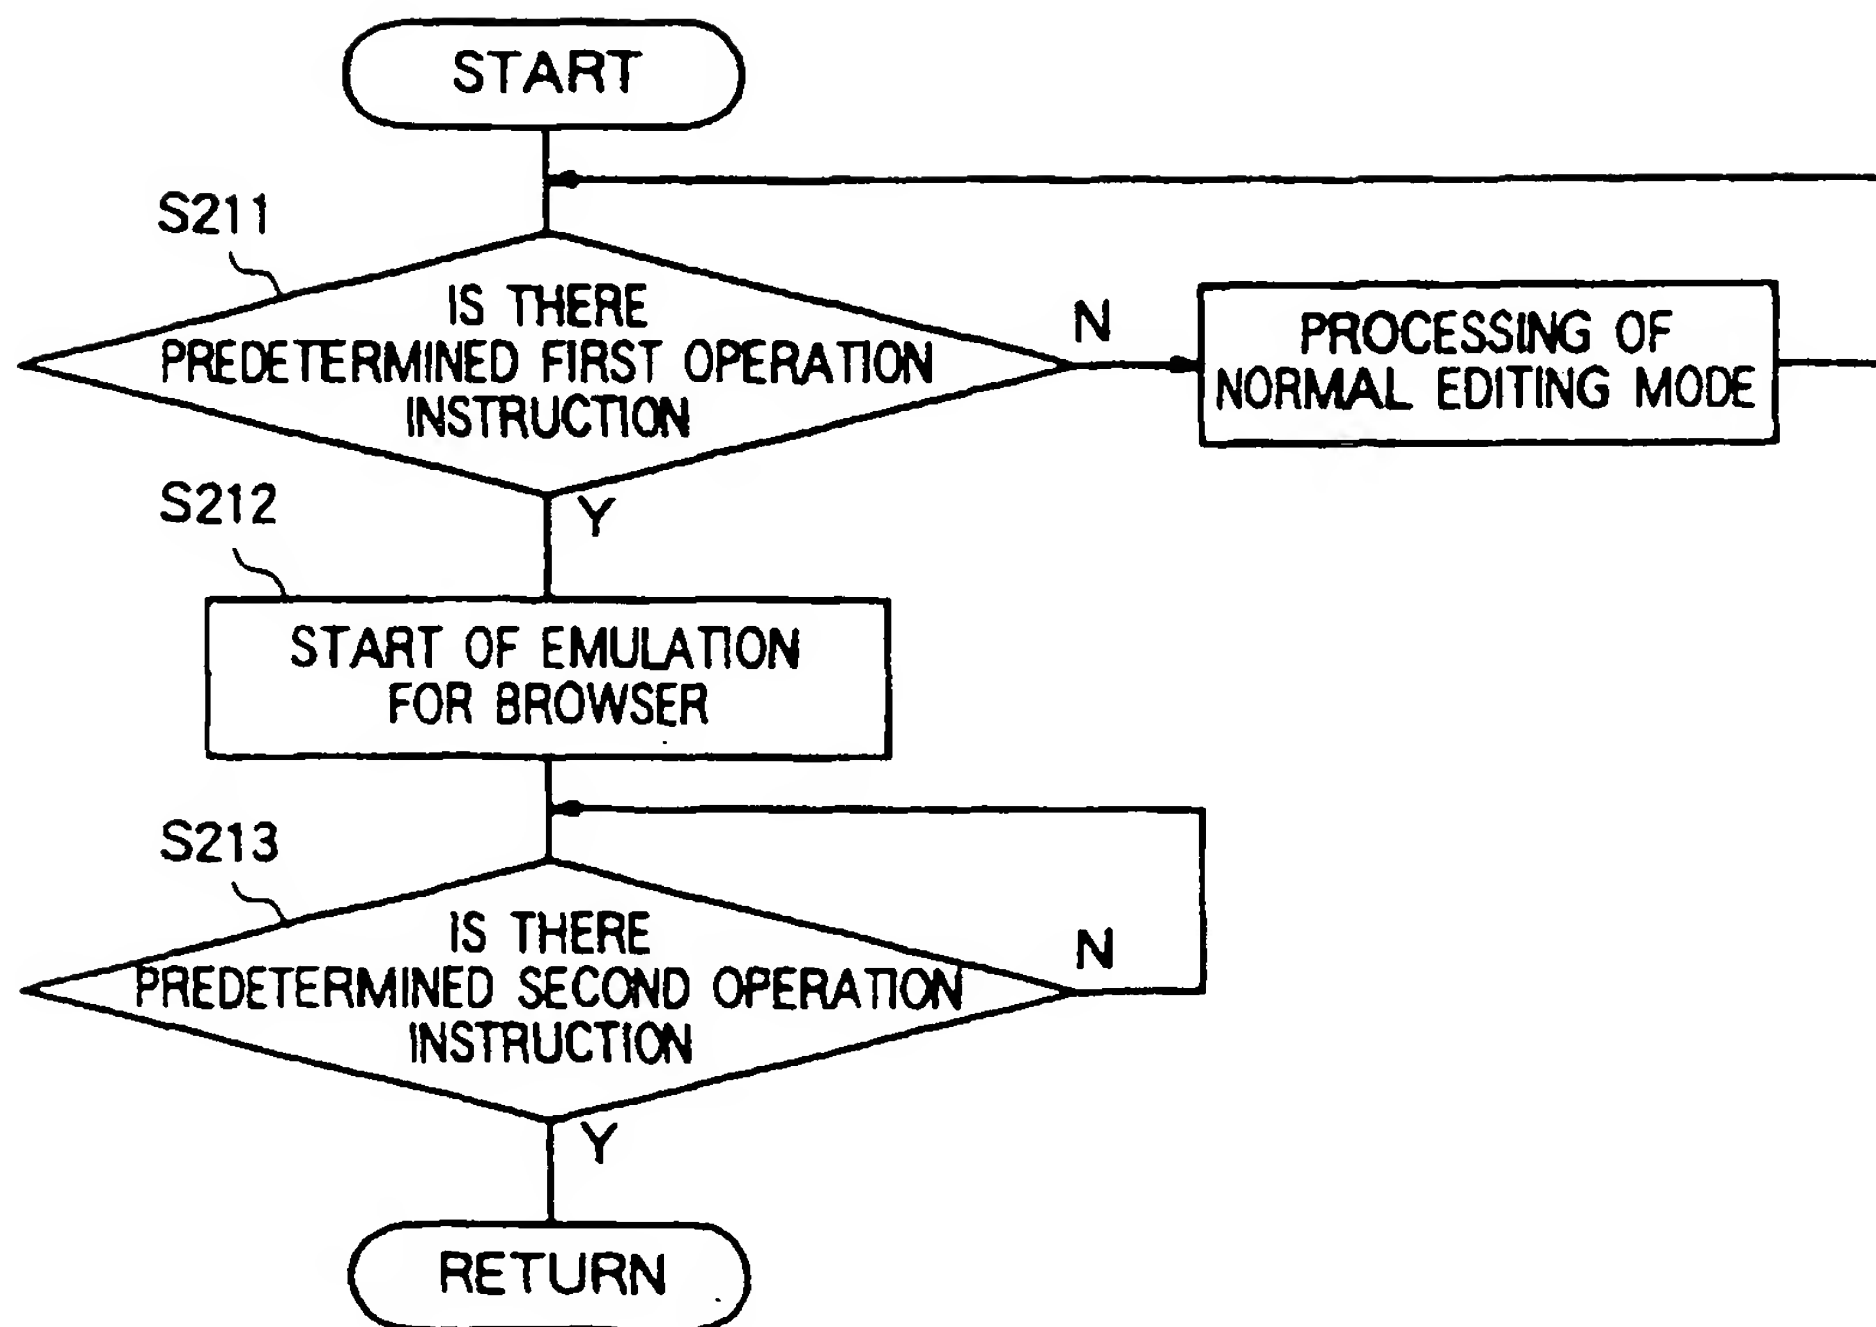 START
S211
IS THERE
PREDETERMINED FIRST OPERATION
INSTRUCTION
N
PROCESSING OF
NORMAL EDITING MODE
Y
S212
START OF EMULATION
FOR BROWSER
S213
IS THERE
PREDETERMINED SECOND OPERATION
INSTRUCTION
N
Y
RETURN